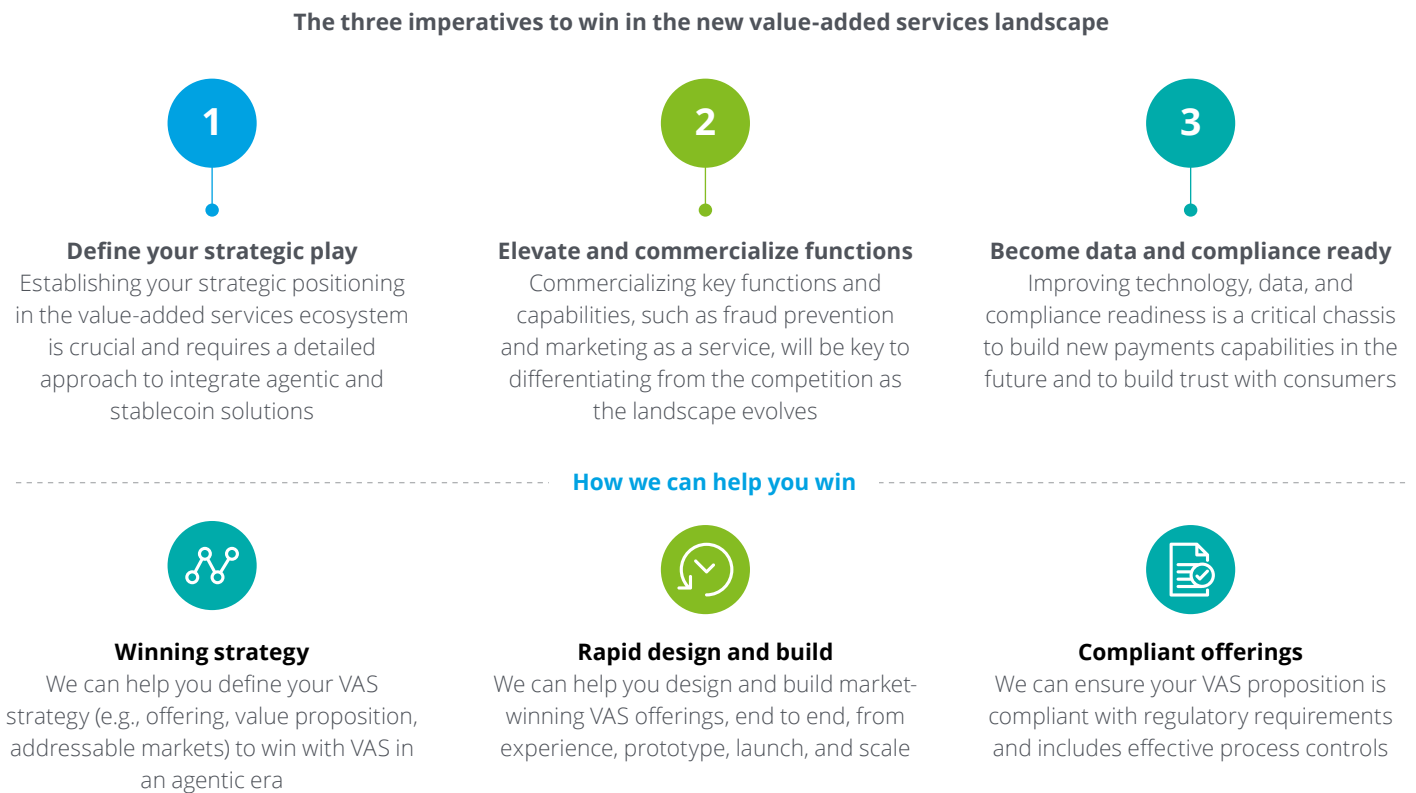 The three imperatives to win in the new value-added services landscape
1
Define your strategic play
Establishing your strategic positioning
in the value-added services ecosystem
is crucial and requires a detailed
approach to integrate agentic and
stablecoin solutions
2
Elevate and commercialize functions
Commercializing key functions and
capabilities, such as fraud prevention
and marketing as a service, will be key to
differentiating from the competition as
the landscape evolves
3
Become data and compliance ready
Improving technology, data, and
compliance readiness is a critical chassis
to build new payments capabilities in the
future and to build trust with consumers
How we can help you win
Winning strategy
We can help you define your VAS
strategy (e.g., offering, value proposition,
addressable markets) to win with VAS in
an agentic era
Rapid design and build
We can help you design and build market-
winning VAS offerings, end to end, from
experience, prototype, launch, and scale
Compliant offerings
We can ensure your VAS proposition is
compliant with regulatory requirements
and includes effective process controls